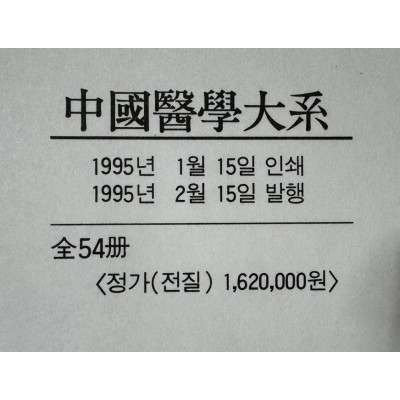 中國醫學大系
1995년 1월 15일 인쇄
1995년 2월 15일 발행
全54册
〈정가(전질) 1,620,000원〉